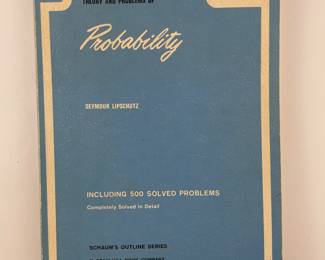 THEORY AND PROBLEMS OF
Probability
SEYMOUR LIPSCHUTZ
INCLUDING 500 SOLVED PROBLEMS
Completely Solved in Detail
SCHAUM'S OUTLINE SERIES